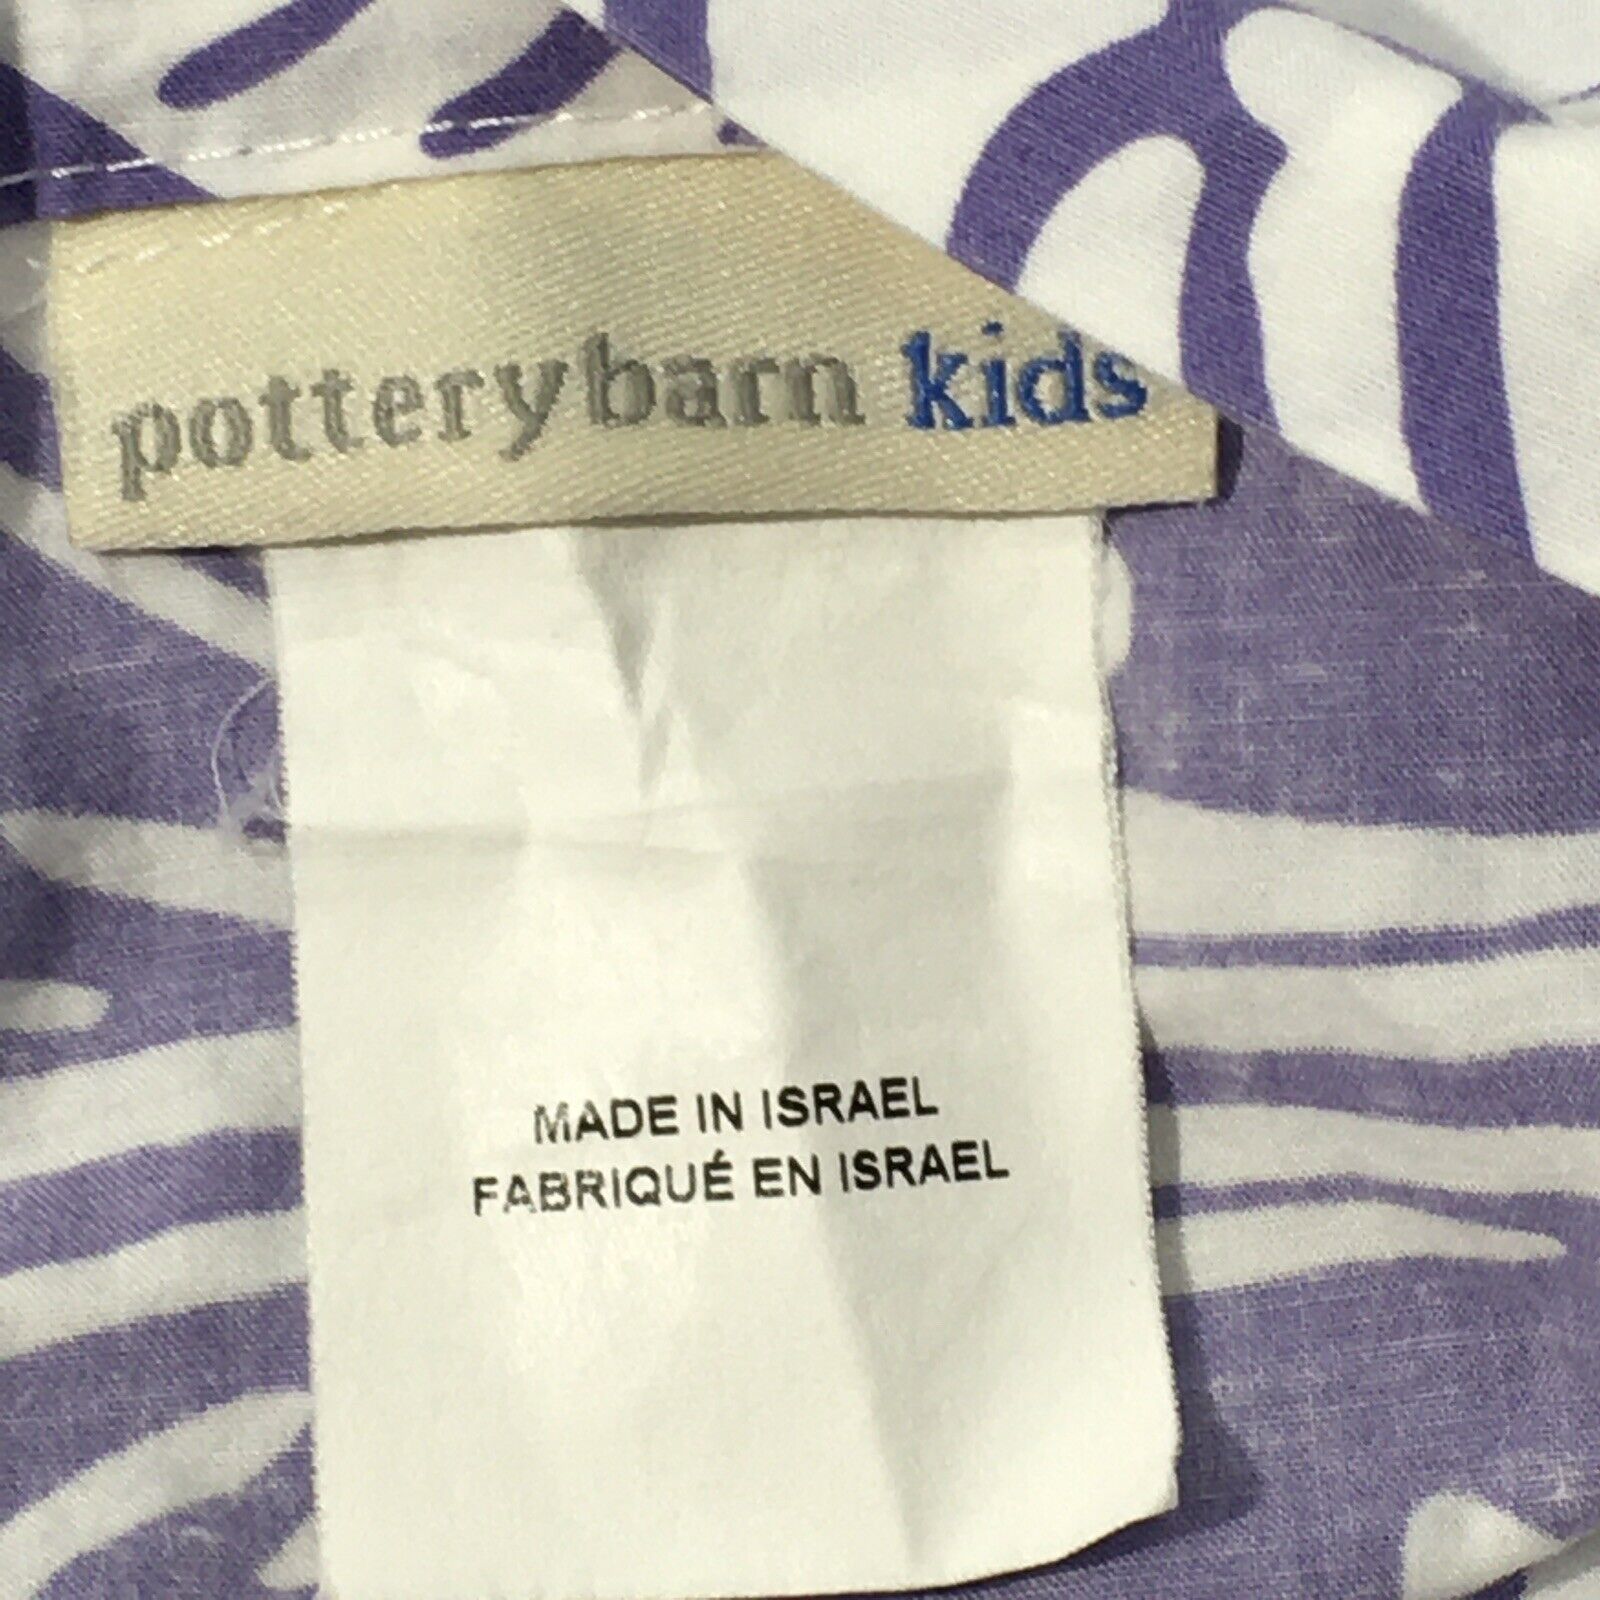 potterybarn kids
MADE IN ISRAEL
FABRIQUÉ EN ISRAEL